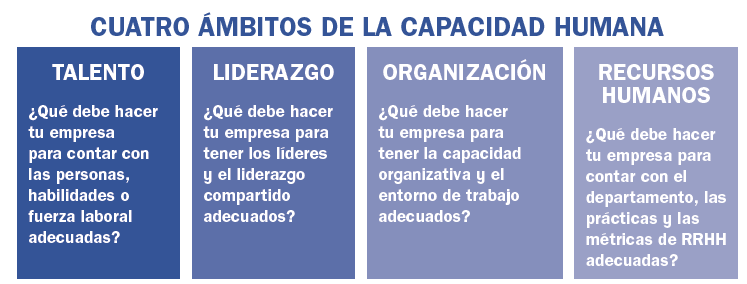 CUATRO ÁMBITOS DE LA CAPACIDAD HUMANA
TALENTO
¿Qué debe hacer
tu empresa
para contar con
las personas,
habilidades o
fuerza laboral
adecuadas?
LIDERAZGO
¿Qué debe hacer
tu empresa para
tener los líderes
y el liderazgo
compartido
adecuados?
ORGANIZACIÓN
¿Qué debe hacer
tu empresa para
tener la capacidad
organizativa y el
entorno de trabajo
adecuados?
RECURSOS
HUMANOS
¿Qué debe hacer
tu empresa para
contar con el
departamento, las
prácticas y las
métricas de RRHH
adecuadas?